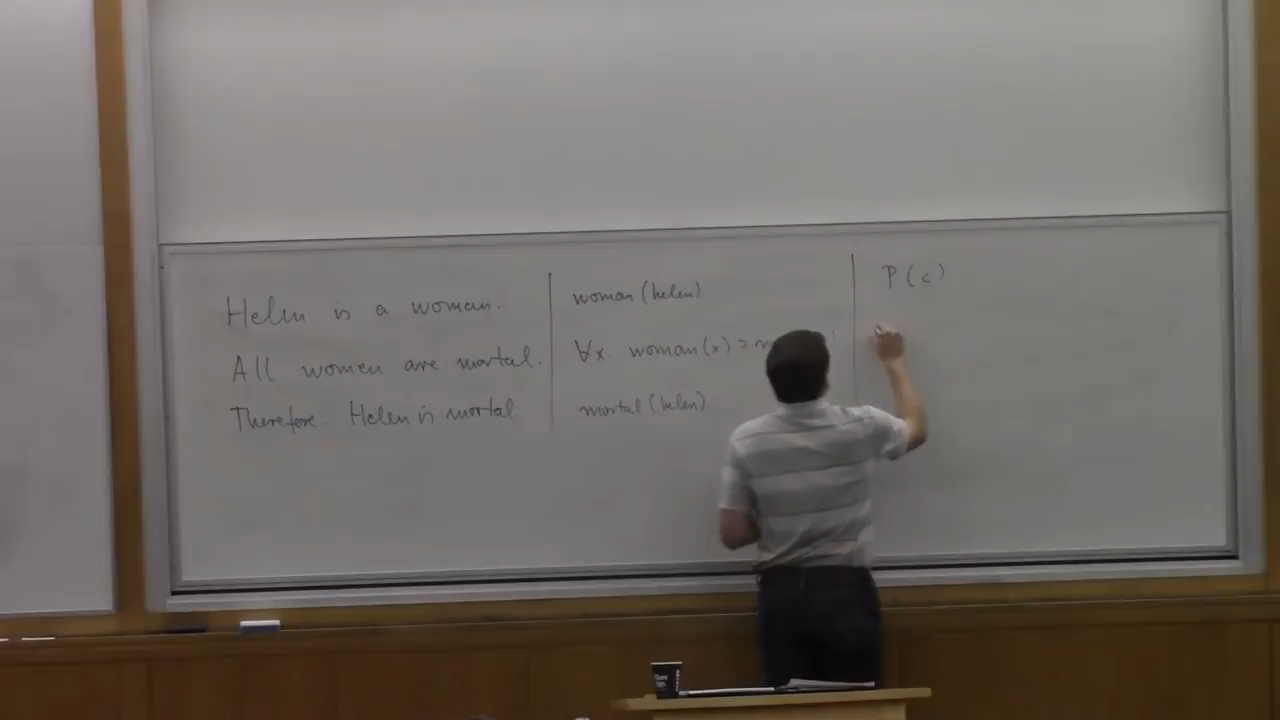 Helen is a woman.
All women are mortal.
Therefore. Helen is mortal
woman (helen)
∀x. woman(x) ⊃ m
mortal (helen).
P(c)